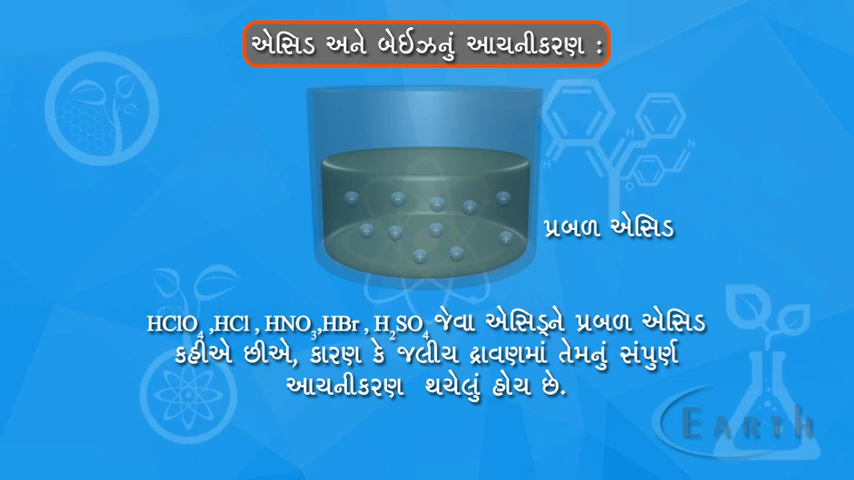 એસિડ અને બેઈઝનું આયનીકરણ :
પ્રબળ એસિડ
HClO4 ,HCl , HNO3,HBr , H2SO4 જેવા એસિડ્ને પ્રબળ એસિડ
કહીએ છીએ, કારણ કે જલીય દ્રાવણમાં તેમનું સંપુર્ણ
આયનીકરણ થયેલું હોય છે.
EARTH